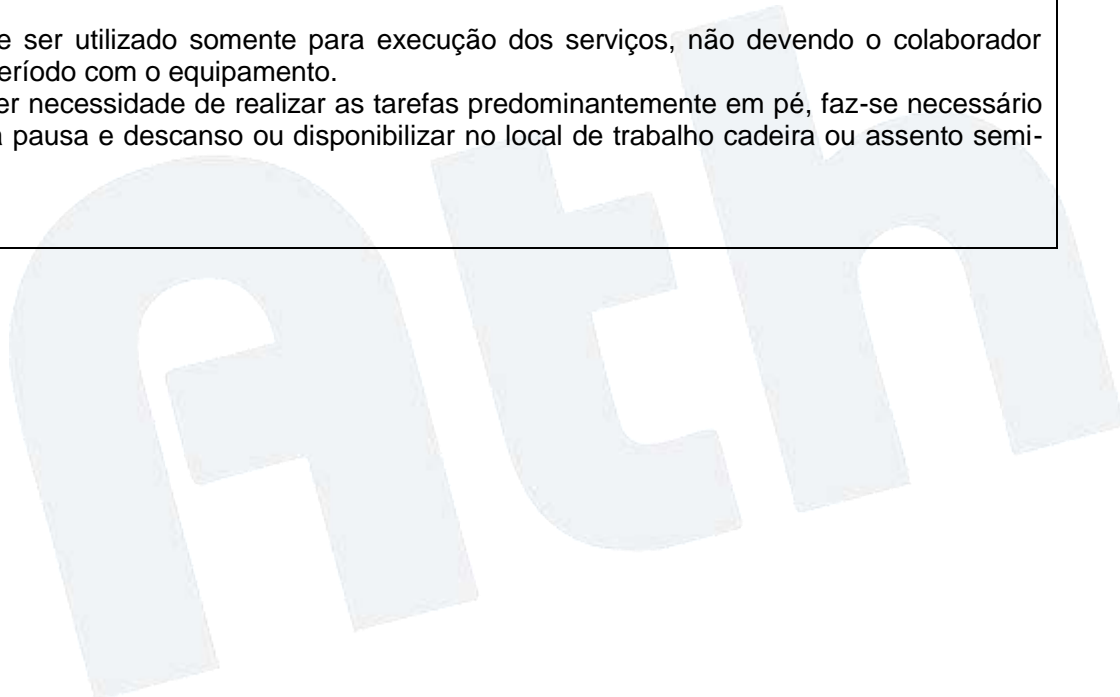 e ser utilizado somente para execução dos serviços, não devendo o colaborador
eríodo com o equipamento.
er necessidade de realizar as tarefas predominantemente em pé, faz-se necessário
a pausa e descanso ou disponibilizar no local de trabalho cadeira ou assento semi-
Ath